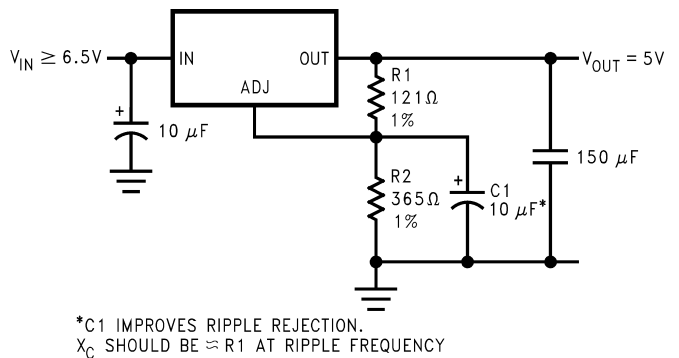 V_IN ≥ 6.5V
IN
OUT
V_OUT = 5V
ADJ
R1
121Ω
1%
+
10 μF
150 μF
R2
365Ω
1%
+
C1
10 μF*
*C1 IMPROVES RIPPLE REJECTION.
X_C SHOULD BE ≈ R1 AT RIPPLE FREQUENCY